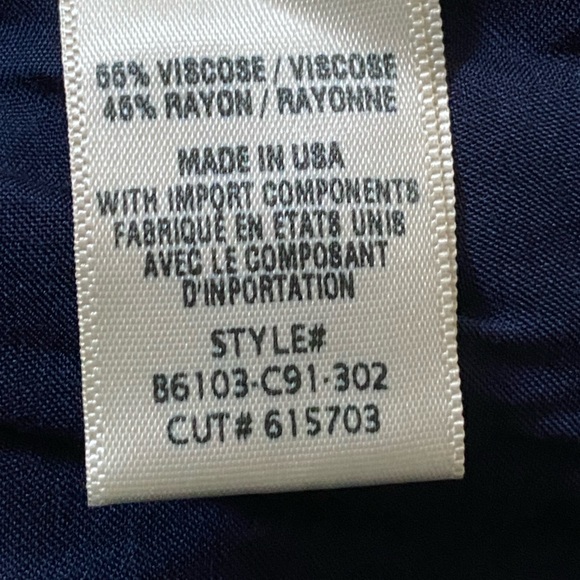 55% VISCOSE / VISCOSE
45% RAYON / RAYONNE
MADE IN USA
WITH IMPORT COMPONENTS
FABRIQUÉ EN ETATS UNIS
AVEC LE COMPOSANT
D'INPORTATION
STYLE#
B6103-C91-302
CUT# 615703